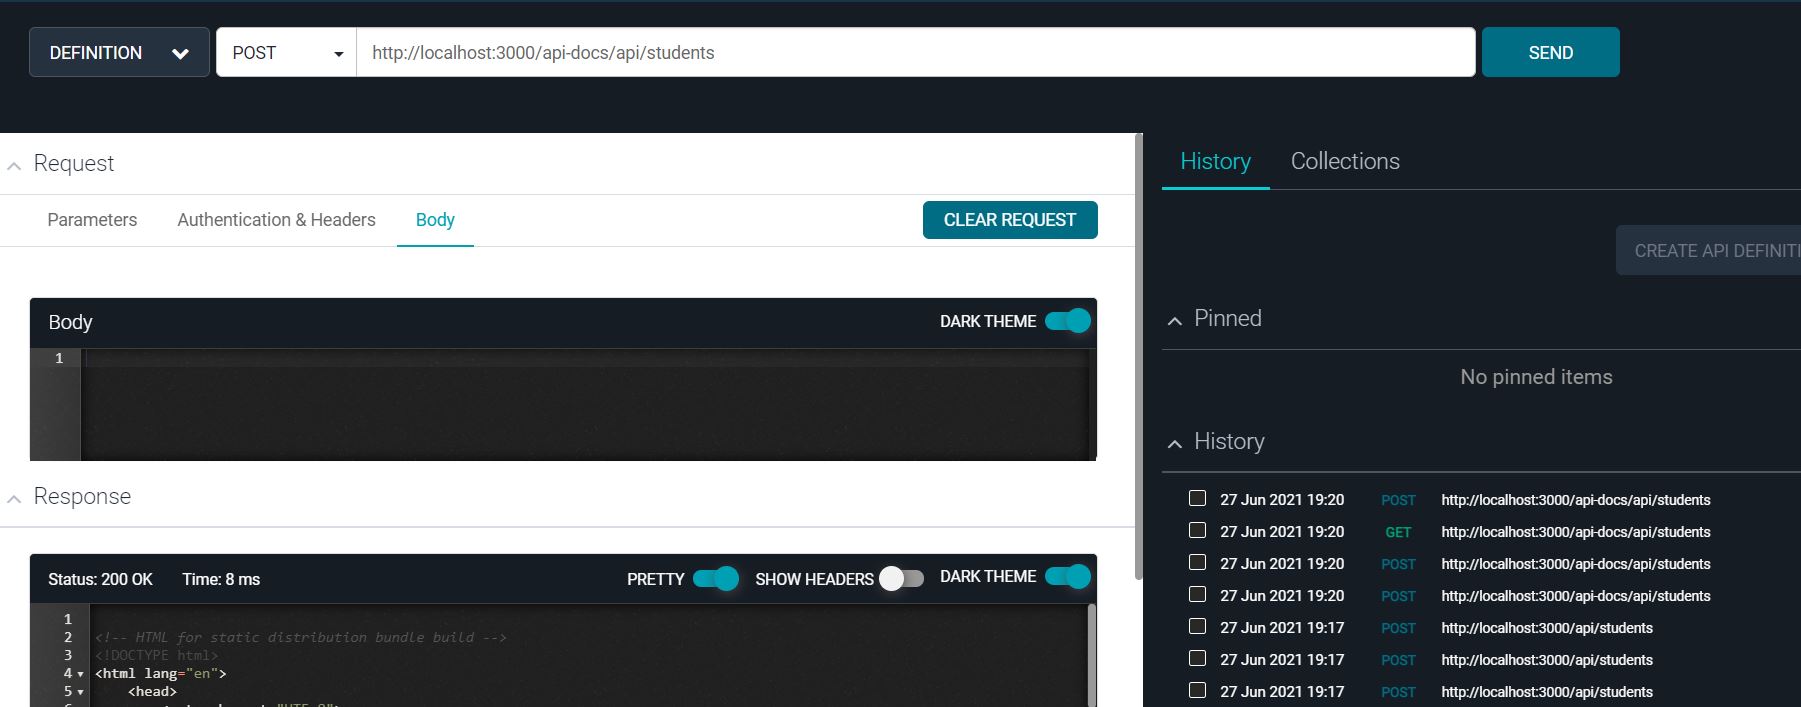 DEFINITION POST http://localhost:3000/api-docs/api/students SEND
Request
Parameters Authentication & Headers Body CLEAR REQUEST
Body DARK THEME
1
Response
Status: 200 OK Time: 8 ms PRETTY SHOW HEADERS DARK THEME
1
2 <!-- HTML for static distribution bundle build -->
3 <!DOCTYPE html>
4 <html lang="en">
5 <head>
History Collections
CREATE API DEFINITI
Pinned
No pinned items
History
27 Jun 2021 19:20 POST http://localhost:3000/api-docs/api/students
27 Jun 2021 19:20 GET http://localhost:3000/api-docs/api/students
27 Jun 2021 19:20 POST http://localhost:3000/api-docs/api/students
27 Jun 2021 19:20 POST http://localhost:3000/api-docs/api/students
27 Jun 2021 19:17 POST http://localhost:3000/api/students
27 Jun 2021 19:17 POST http://localhost:3000/api/students
27 Jun 2021 19:17 POST http://localhost:3000/api/students